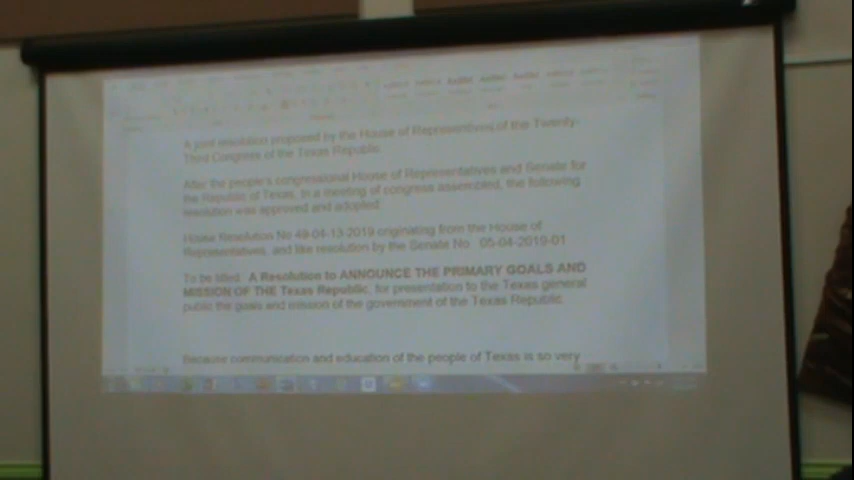 A joint resolution proposed by the House of Representatives of the Twenty-
Third Congress of the Texas Republic.
After the people's congressional House of Representatives and Senate for
the Republic of Texas, in a meeting of congress assembled, the following
resolution was approved and adopted:
House Resolution No 49-04-13-2019 originating from the House of
Representatives, and like resolution by the Senate No. 05-04-2019-01
To be titled: A Resolution to ANNOUNCE THE PRIMARY GOALS AND
MISSION OF THE Texas Republic, for presentation to the Texas general
public the goals and mission of the government of the Texas Republic.
Because communication and education of the people of Texas is so very